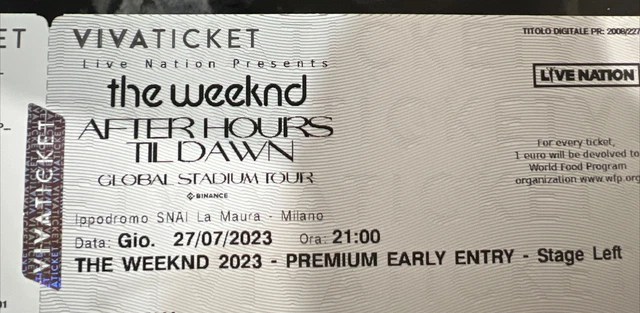 ET
VIVATICKET
TITOLO DIGITALE PR: 2008/227
Live Nation Presents
the weeknd
LIVE NATION
AFTER HOURS
TIL DAWN
For every ticket,
1 euro will be devolved to
World Food Program
organization www.wfp.org
GLOBAL STADIUM TOUR
BINANCE
VIVATICKET
Ippodromo SNAI La Maura - Milano
Data: Gio. 27/07/2023 Ora: 21:00
THE WEEKND 2023 - PREMIUM EARLY ENTRY - Stage Left